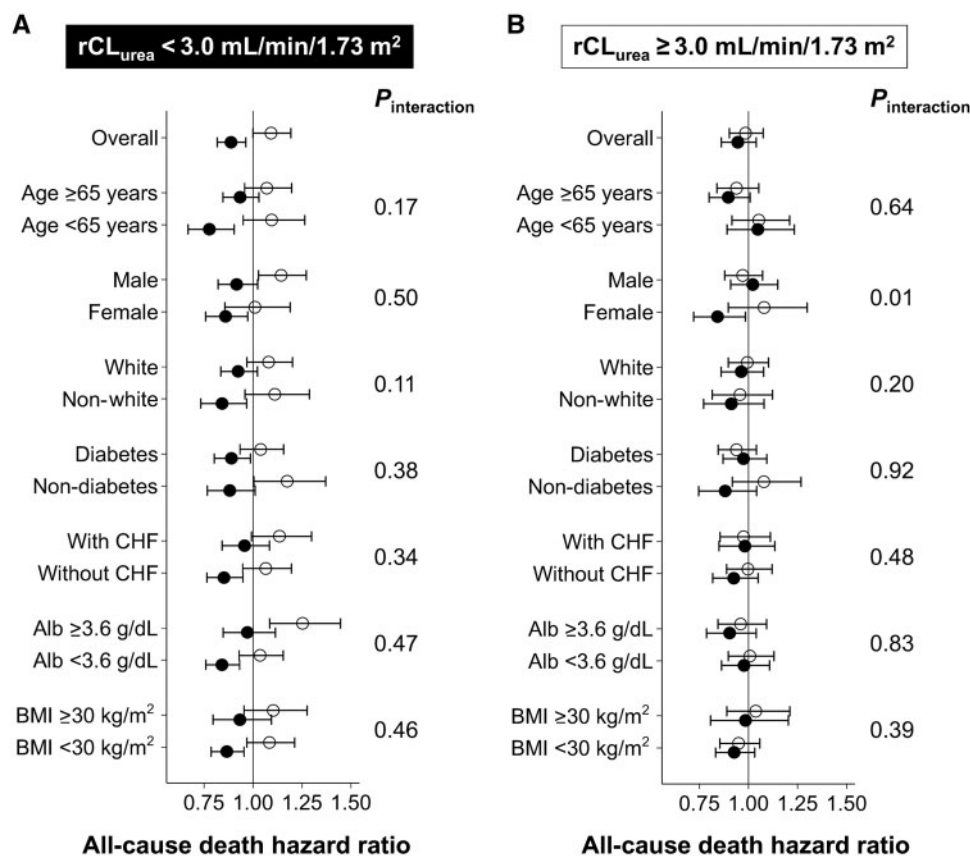 A
rCLurea < 3.0 mL/min/1.73 m²
Pinteraction
Overall
Age ≥65 years
0.17
Age <65 years
Male
0.50
Female
White
0.11
Non-white
Diabetes
0.38
Non-diabetes
With CHF
0.34
Without CHF
Alb ≥3.6 g/dL
0.47
Alb <3.6 g/dL
BMI ≥30 kg/m²
0.46
BMI <30 kg/m²
0.75 1.00 1.25 1.50
All-cause death hazard ratio
B
rCLurea ≥ 3.0 mL/min/1.73 m²
Pinteraction
Overall
Age ≥65 years
0.64
Age <65 years
Male
0.01
Female
White
0.20
Non-white
Diabetes
0.92
Non-diabetes
With CHF
0.48
Without CHF
Alb ≥3.6 g/dL
0.83
Alb <3.6 g/dL
BMI ≥30 kg/m²
0.39
BMI <30 kg/m²
0.75 1.00 1.25 1.50
All-cause death hazard ratio